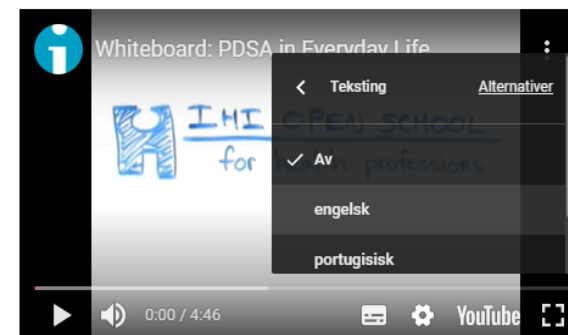 Whiteboard: PDSA in Everyday Life
Teksting Alternativer
IHI OPEN SCHOOL
for health professions
Av
engelsk
portugisisk
0:00 / 4:46
YouTube